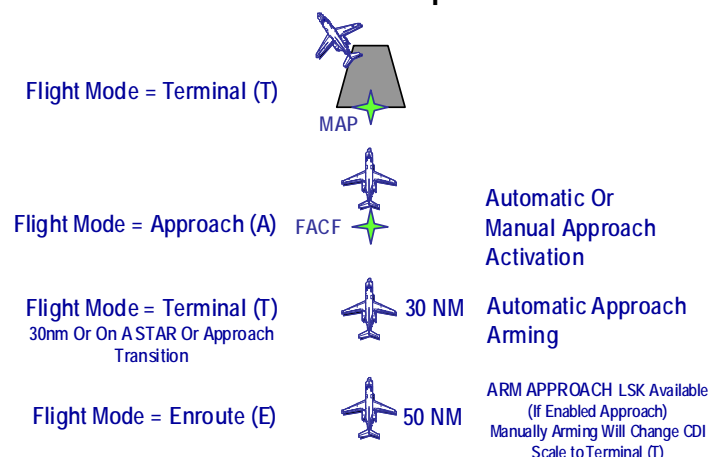 Flight Mode = Terminal (T)
MAP
Flight Mode = Approach (A)
FACF
Automatic Or
Manual Approach
Activation
Flight Mode = Terminal (T)
30nm Or On A STAR Or Approach
Transition
30 NM
Automatic Approach
Arming
Flight Mode = Enroute (E)
50 NM
ARM APPROACH LSK Available
(If Enabled Approach)
Manually Arming Will Change CDI
Scale to Terminal (T)